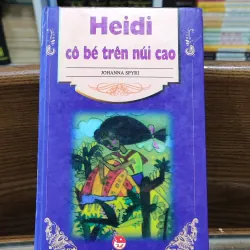 Heidi
cô bé trên núi cao
JOHANNA SPYRI